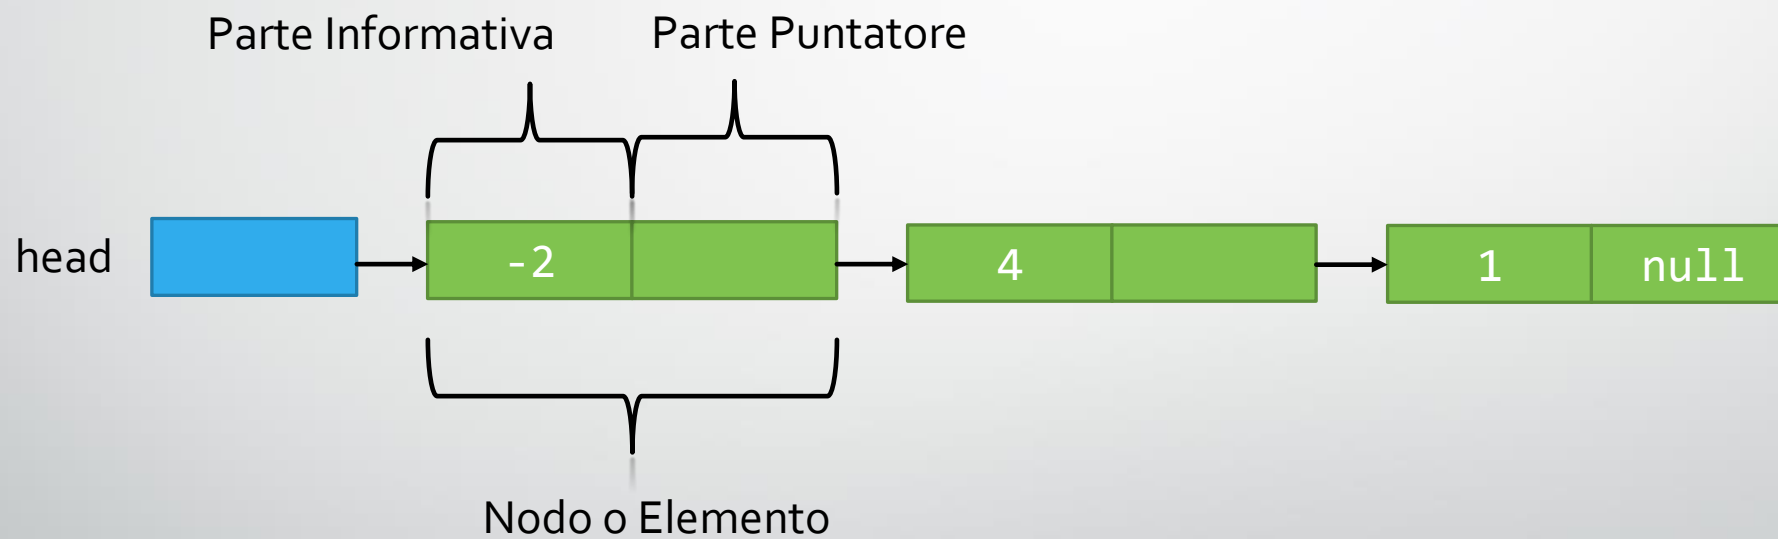 Parte Informativa
Parte Puntatore
head
-2
4
1
null
Nodo o Elemento